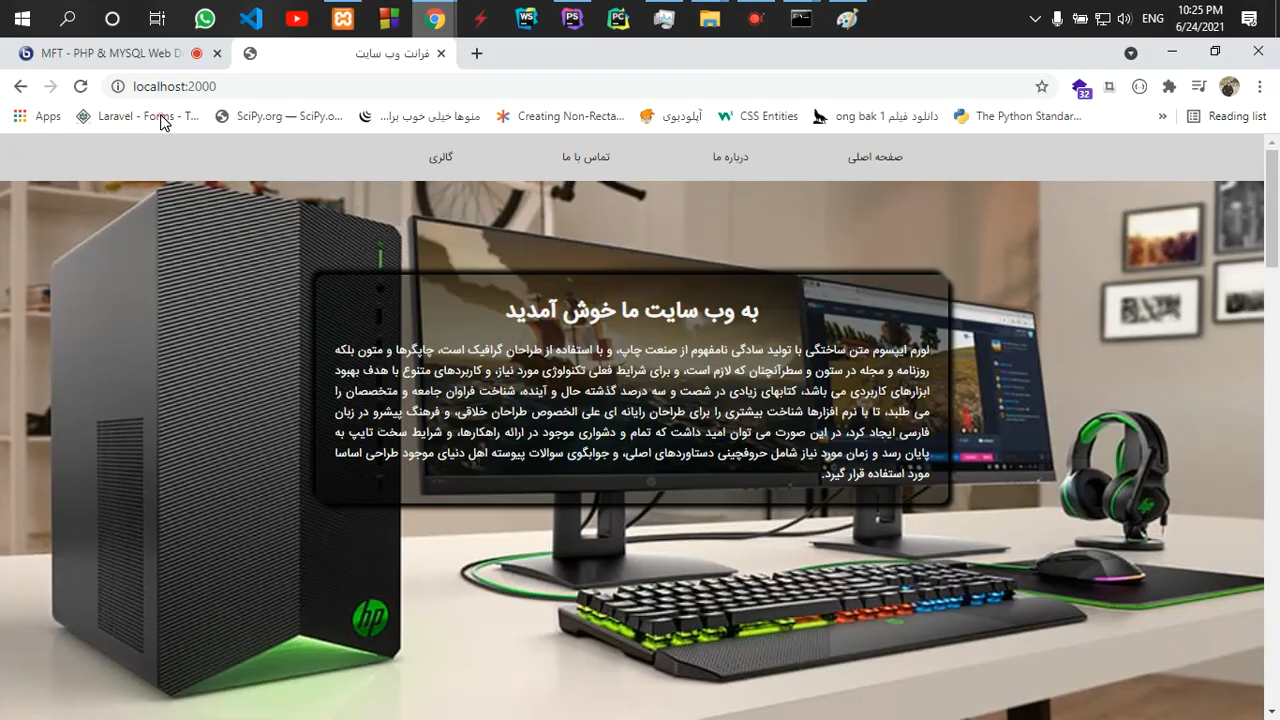 10:25 PM
ENG
6/24/2021
MFT - PHP & MYSQL Web D
فرانت وب سایت
localhost:2000
32
Apps
Laravel - Forms - T...
SciPy.org — SciPy.o...
منوها خیلی خوب برا...
Creating Non-Recta...
آپلودبوی
CSS Entities
دانلود فیلم ong bak 1
The Python Standar...
Reading list
صفحه اصلی
درباره ما
تماس با ما
گالری
به وب سایت ما خوش آمدید
لورم ایپسوم متن ساختگی با تولید سادگی نامفهوم از صنعت چاپ، و با استفاده از طراحان گرافیک است، چاپگرها و متون بلکه
روزنامه و مجله در ستون و سطرآنچنان که لازم است، و برای شرایط فعلی تکنولوژی مورد نیاز، و کاربردهای متنوع با هدف بهبود
ابزارهای کاربردی می باشد، کتابهای زیادی در شصت و سه درصد گذشته حال و آینده، شناخت فراوان جامعه و متخصصان را
می طلبد، تا با نرم افزارها شناخت بیشتری را برای طراحان رایانه ای علی الخصوص طراحان خلاقی، و فرهنگ پیشرو در زبان
فارسی ایجاد کرد، در این صورت می توان امید داشت که تمام و دشواری موجود در ارائه راهکارها، و شرایط سخت تایپ به
پایان رسد و زمان مورد نیاز شامل حروفچینی دستاوردهای اصلی، و جوابگوی سوالات پیوسته اهل دنیای موجود طراحی اساسا
مورد استفاده قرار گیرد.
hp